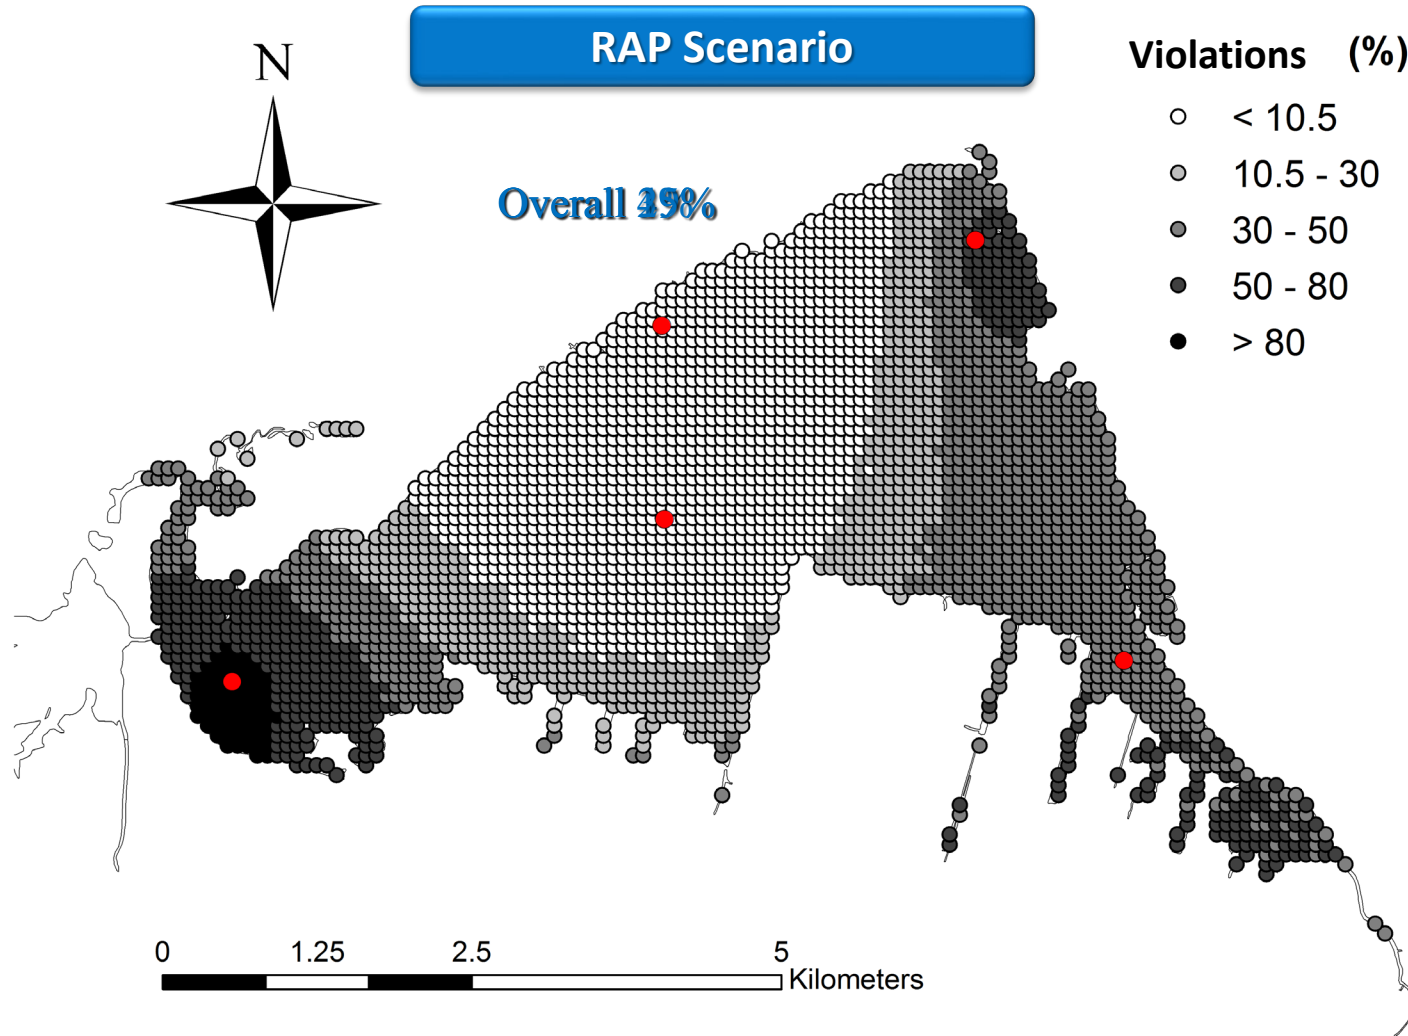 RAP Scenario
N
Violations (%)
< 10.5
10.5 - 30
30 - 50
50 - 80
> 80
Overall
0 1.25 2.5 5
Kilometers